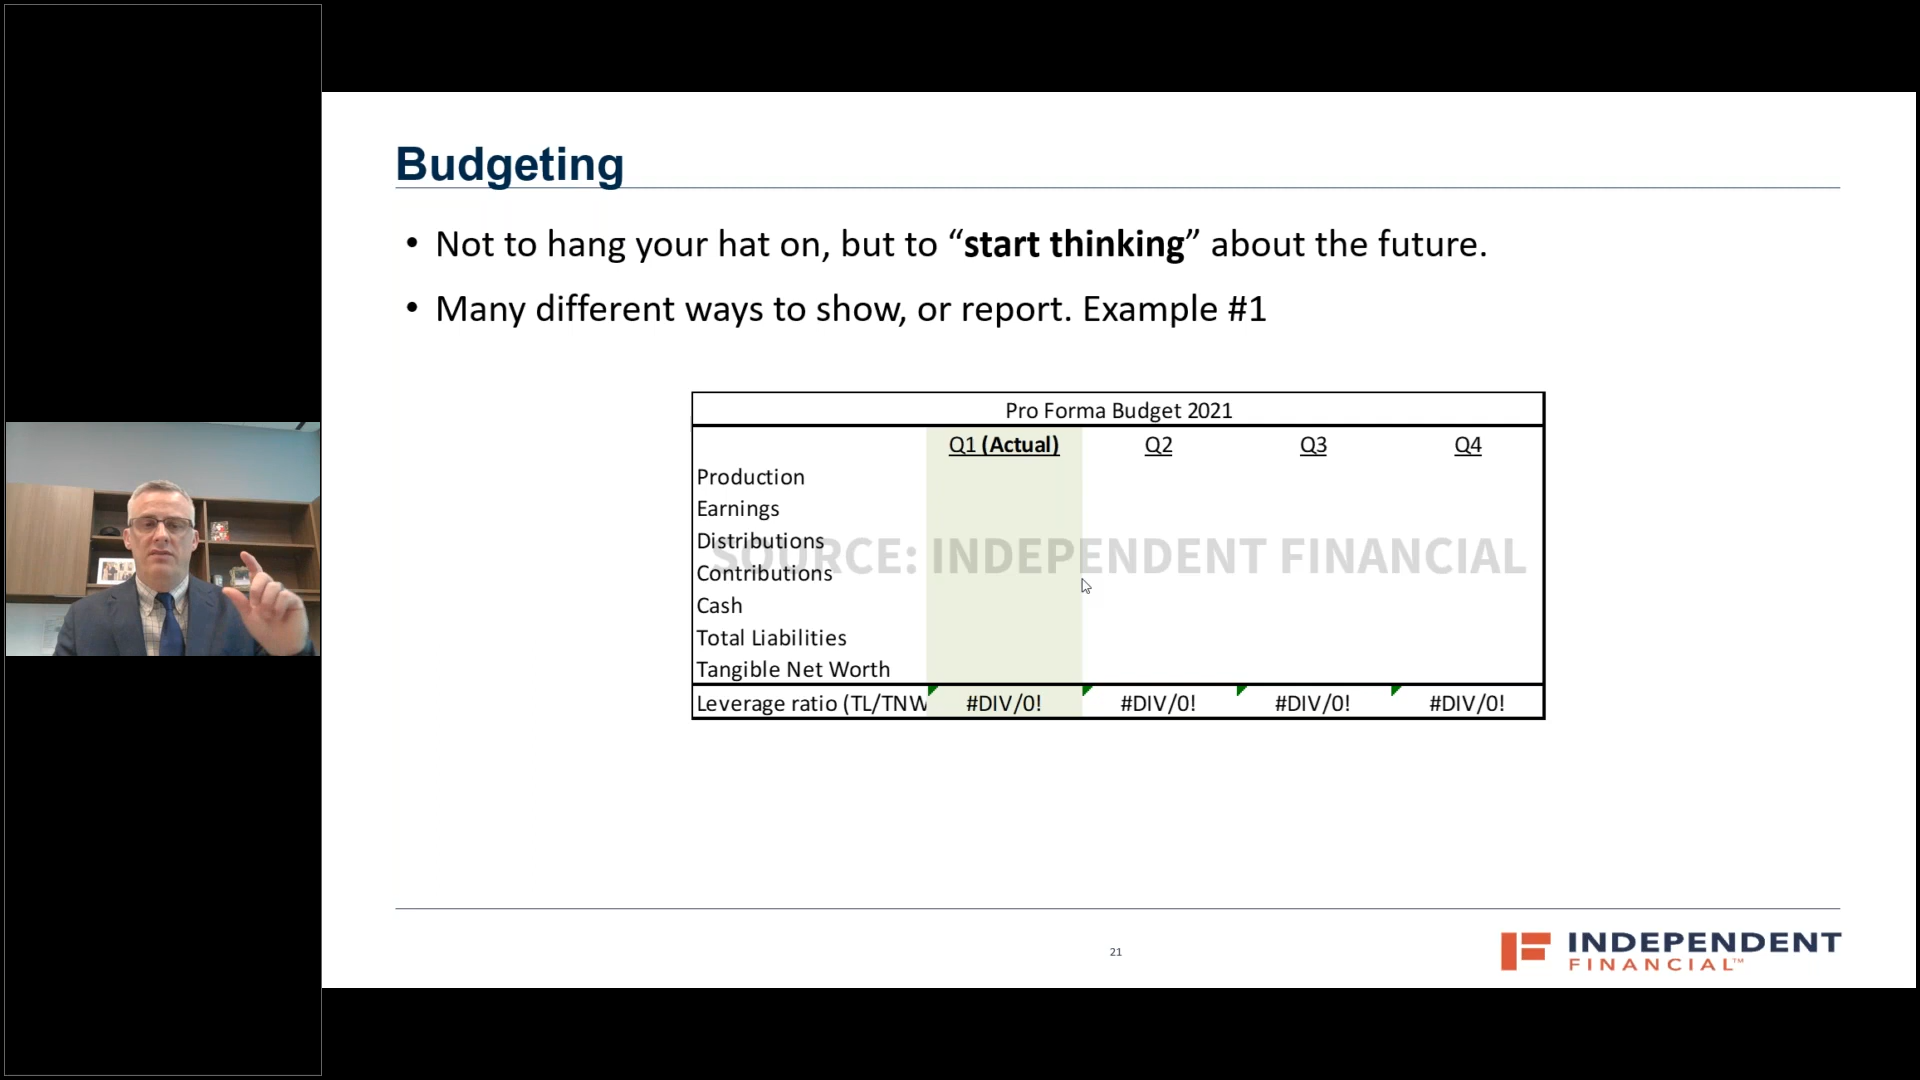 Budgeting
• Not to hang your hat on, but to “start thinking” about the future.
• Many different ways to show, or report. Example #1
Pro Forma Budget 2021
Q1 (Actual) Q2 Q3 Q4
Production
Earnings
Distributions
SOURCE: INDEPENDENT FINANCIAL
Contributions
Cash
Total Liabilities
Tangible Net Worth
Leverage ratio (TL/TNW #DIV/0! #DIV/0! #DIV/0! #DIV/0!
21
INDEPENDENT
FINANCIAL™